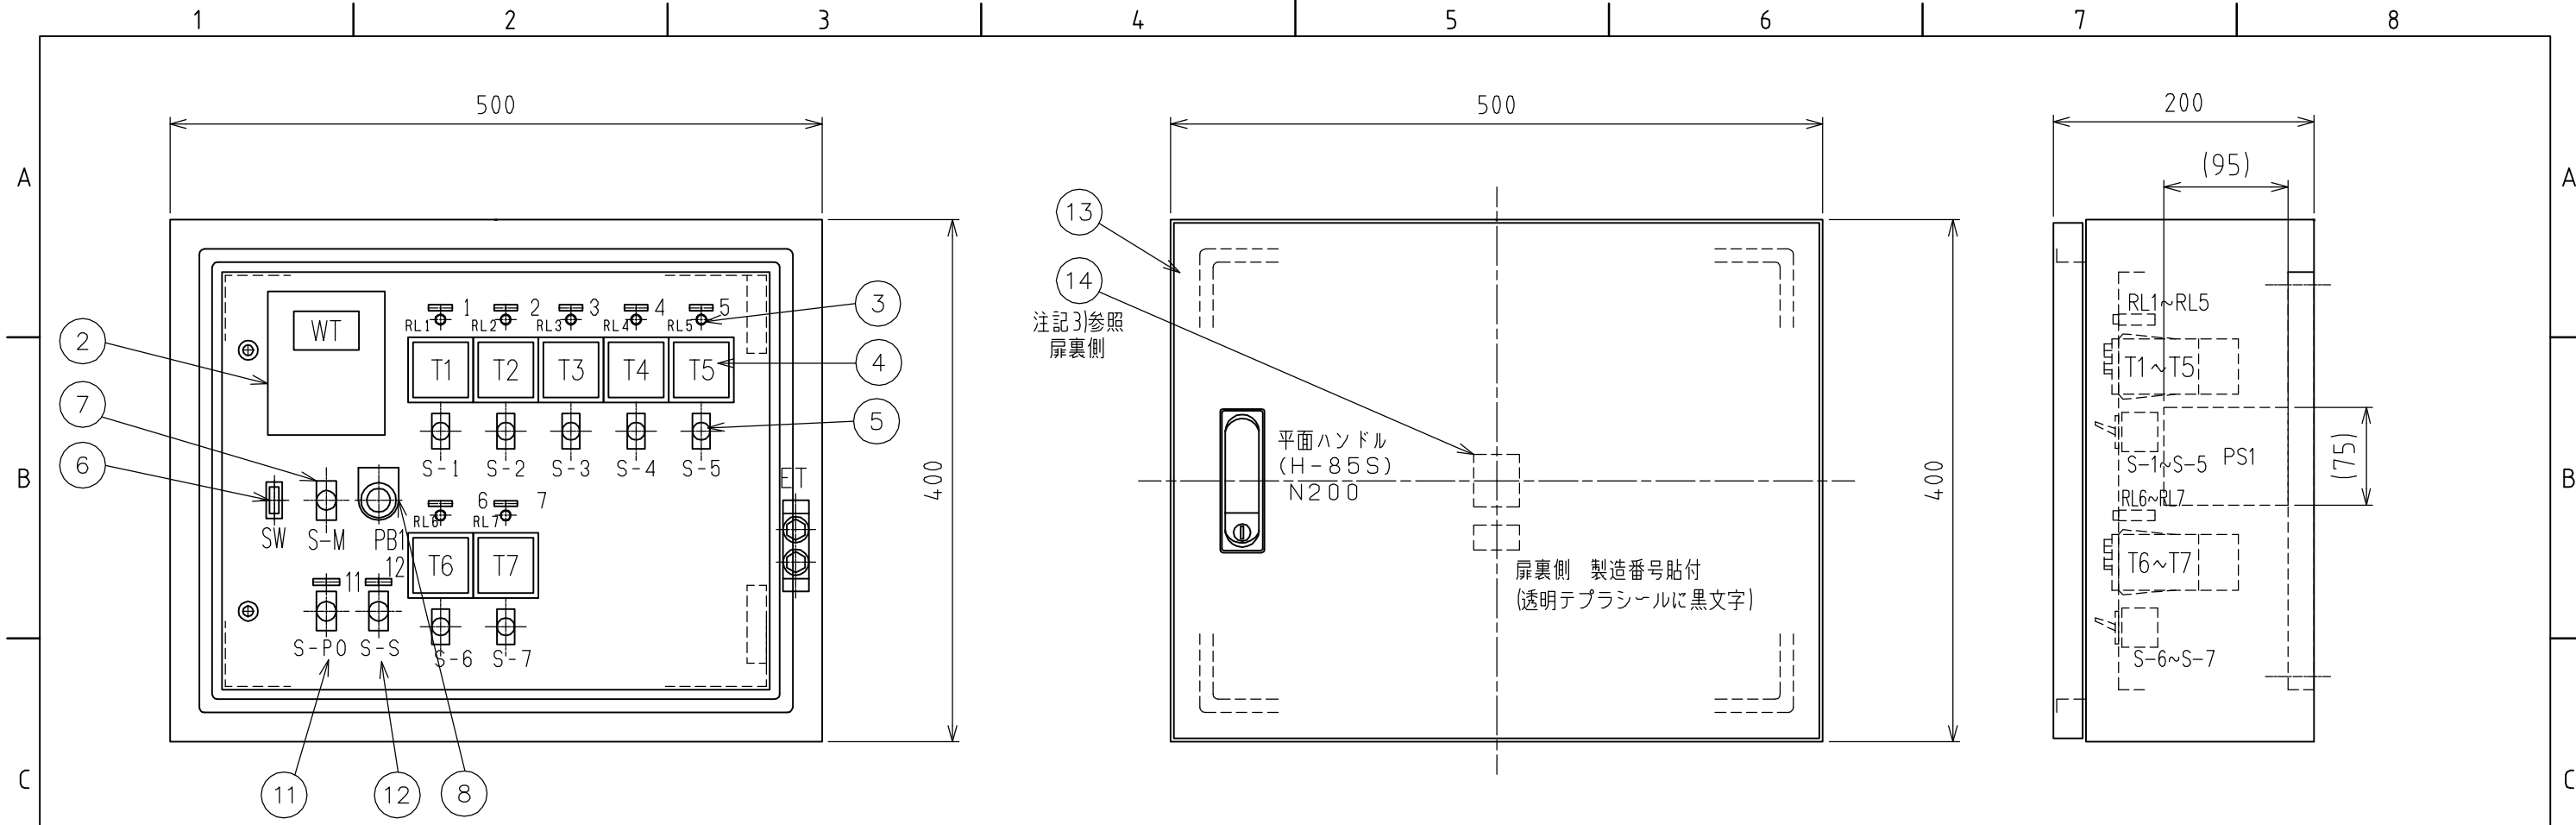 1 2 3 4 5 6 7 8
500 500 200
A (95) A
13
14
注記3)参照
扉裏側
3
1 2 3 4 5
RL1 RL2 RL3 RL4 RL5
WT
2
T1 T2 T3 T4 T5
4
7
5
6
S-1 S-2 S-3 S-4 S-5
B
ET
400
6 7
RL6 RL7
SW S-M PB1
T6 T7
11 12
S-PO S-S
S-6 S-7
C
11 12 8
平面ハンドル
(H-85S)
N200
扉裏側 製造番号貼付
(透明テプラシールに黒文字)
400
RL1~RL5
T1~T5
S-1~S-5
PS1
(75)
RL6~RL7
T6~T7
S-6~S-7
B
C